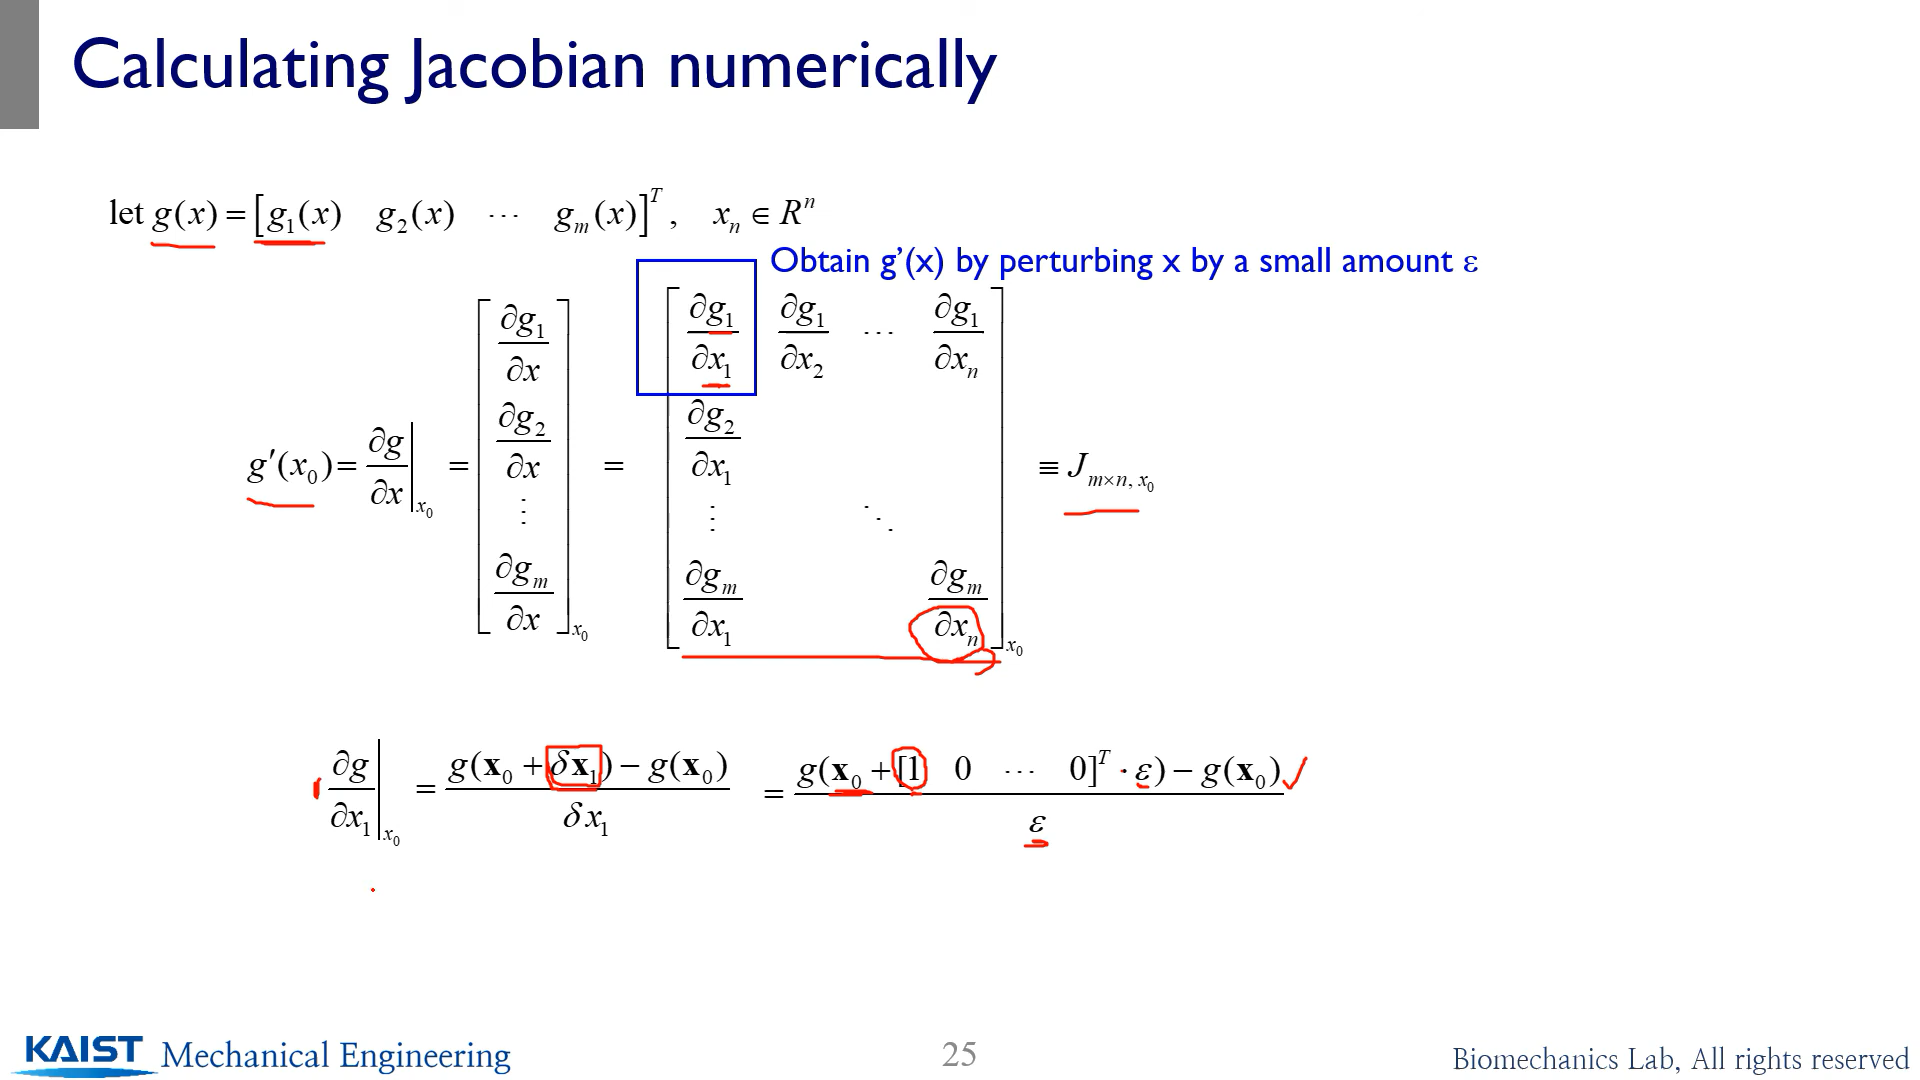 Calculating Jacobian numerically
let g(x) = [g₁(x) g₂(x) ⋯ gₘ(x)]ᵀ, xₙ ∈ Rⁿ
Obtain g’(x) by perturbing x by a small amount ε
g′(x₀) = ∂g/∂x |x₀ = [∂g₁/∂x ∂g₂/∂x ⋮ ∂gₘ/∂x]x₀ = [∂g₁/∂x₁ ∂g₁/∂x₂ ⋯ ∂g₁/∂xₙ ∂g₂/∂x₁ ⋮ ⋱ ∂gₘ/∂x₁ ∂gₘ/∂xₙ]x₀ ≡ J m×n, x₀
∂g/∂x₁ |x₀ = (g(x₀ + δx₁) − g(x₀))/δx₁ = (g(x₀ + [1 0 ⋯ 0]ᵀ · ε) − g(x₀))/ε
KAIST Mechanical Engineering
25
Biomechanics Lab, All rights reserved